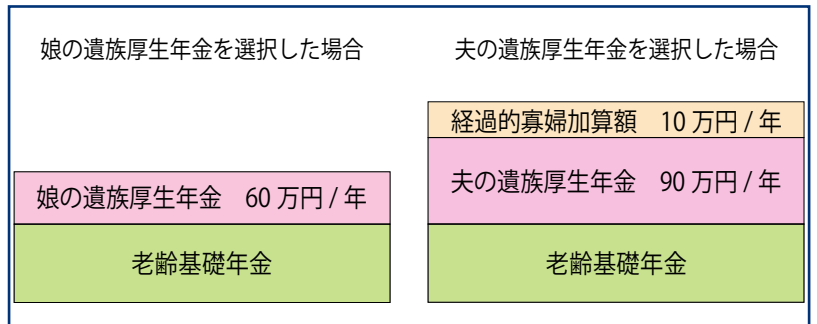 娘の遺族厚生年金を選択した場合
娘の遺族厚生年金　60 万円 / 年
老齢基礎年金
夫の遺族厚生年金を選択した場合
経過的寡婦加算額　10 万円 / 年
夫の遺族厚生年金　90 万円 / 年
老齢基礎年金